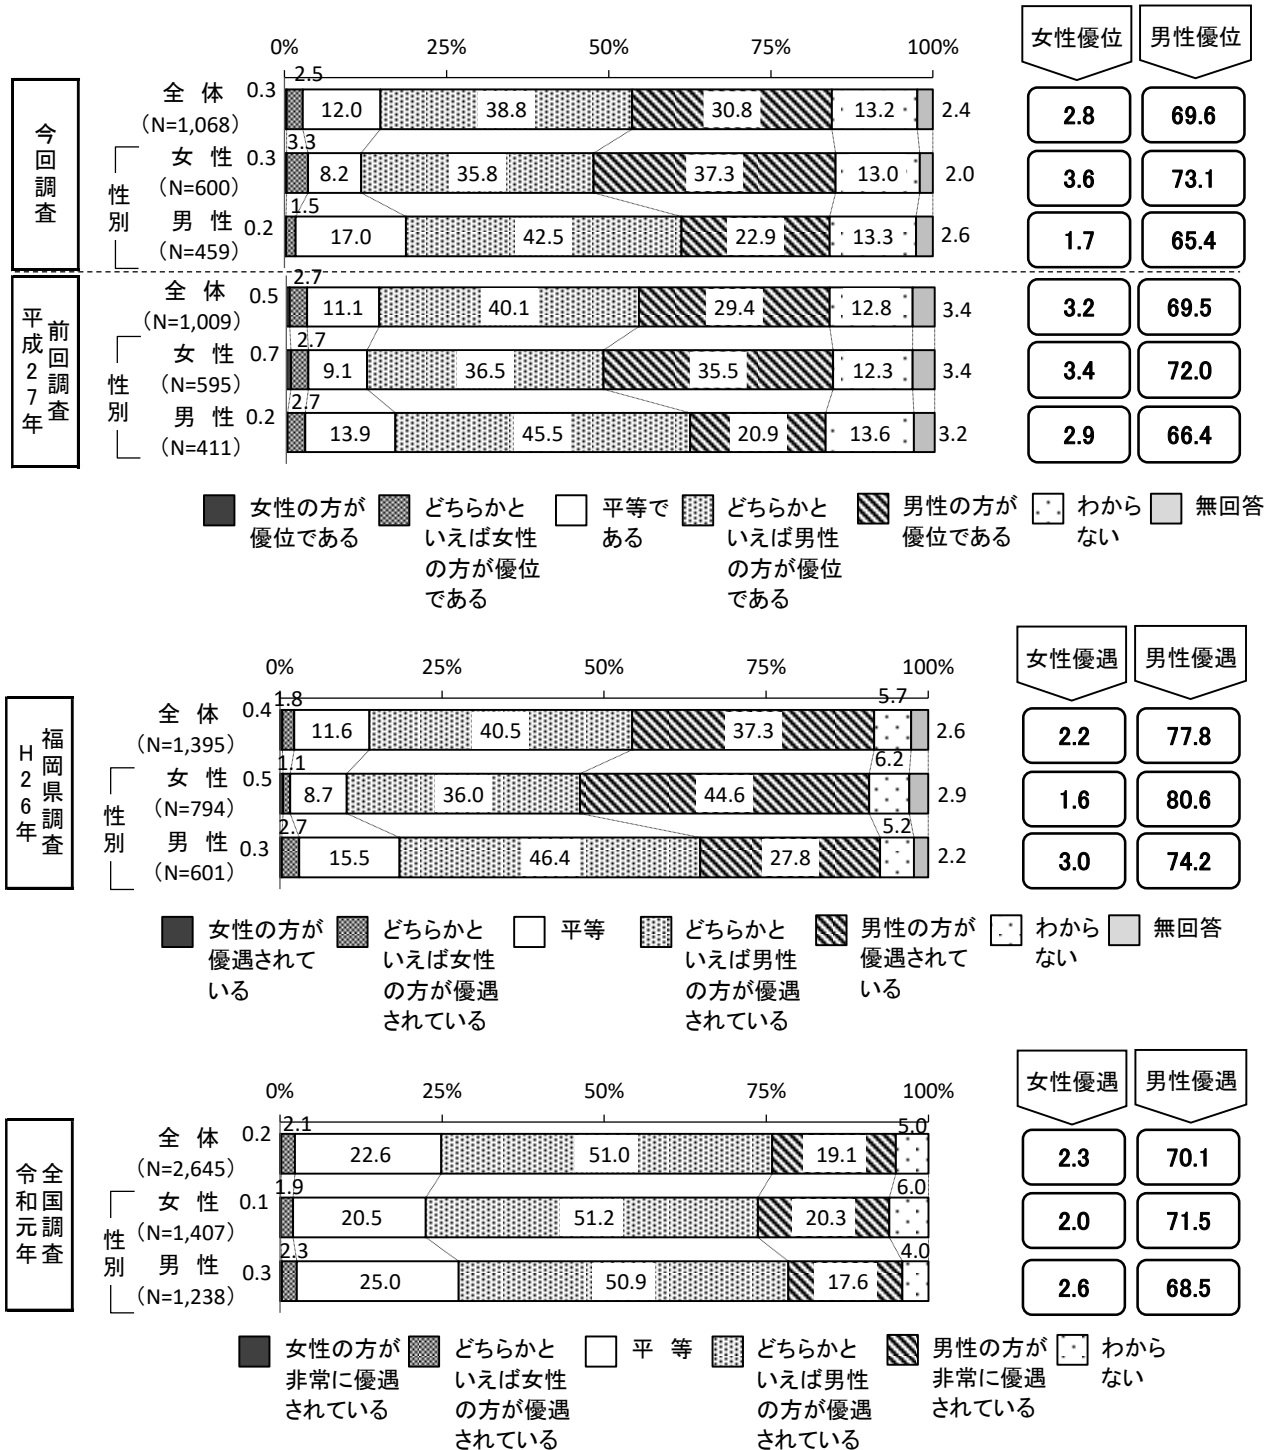 0% 25% 50% 75% 100%
女性優位 男性優位
今回調査
全 体
(N=1,068)
0.3 2.5 12.0 38.8 30.8 13.2 2.4 2.8 69.6
性別
女 性
(N=600)
0.3 3.3 8.2 35.8 37.3 13.0 2.0 3.6 73.1
男 性
(N=459)
0.2 1.5 17.0 42.5 22.9 13.3 2.6 1.7 65.4
前回調査
平成27年
全 体
(N=1,009)
0.5 2.7 11.1 40.1 29.4 12.8 3.4 3.2 69.5
性別
女 性
(N=595)
0.7 2.7 9.1 36.5 35.5 12.3 3.4 3.4 72.0
男 性
(N=411)
0.2 2.7 13.9 45.5 20.9 13.6 3.2 2.9 66.4
女性の方が
優位である
どちらかと
いえば女性
の方が優位
である
平等で
ある
どちらかと
いえば男性
の方が優位
である
男性の方が
優位である
わから
ない
無回答
0% 25% 50% 75% 100%
女性優遇 男性優遇
福岡県調査
H26年
全 体
(N=1,395)
0.4 1.8 11.6 40.5 37.3 5.7 2.6 2.2 77.8
性別
女 性
(N=794)
0.5 1.1 8.7 36.0 44.6 6.2 2.9 1.6 80.6
男 性
(N=601)
0.3 2.7 15.5 46.4 27.8 5.2 2.2 3.0 74.2
女性の方が
優遇されて
いる
どちらかと
いえば女性
の方が優遇
されている
平等
どちらかと
いえば男性
の方が優遇
されている
男性の方が
優遇されて
いる
わから
ない
無回答
0% 25% 50% 75% 100%
女性優遇 男性優遇
全国調査
令和元年
全 体
(N=2,645)
0.2 2.1 22.6 51.0 19.1 5.0 2.3 70.1
性別
女 性
(N=1,407)
0.1 1.9 20.5 51.2 20.3 6.0 2.0 71.5
男 性
(N=1,238)
0.3 2.3 25.0 50.9 17.6 4.0 2.6 68.5
女性の方が
非常に優遇
されている
どちらかと
いえば女性
の方が優遇
されている
平 等
どちらかと
いえば男性
の方が優遇
されている
男性の方が
非常に優遇
されている
わから
ない